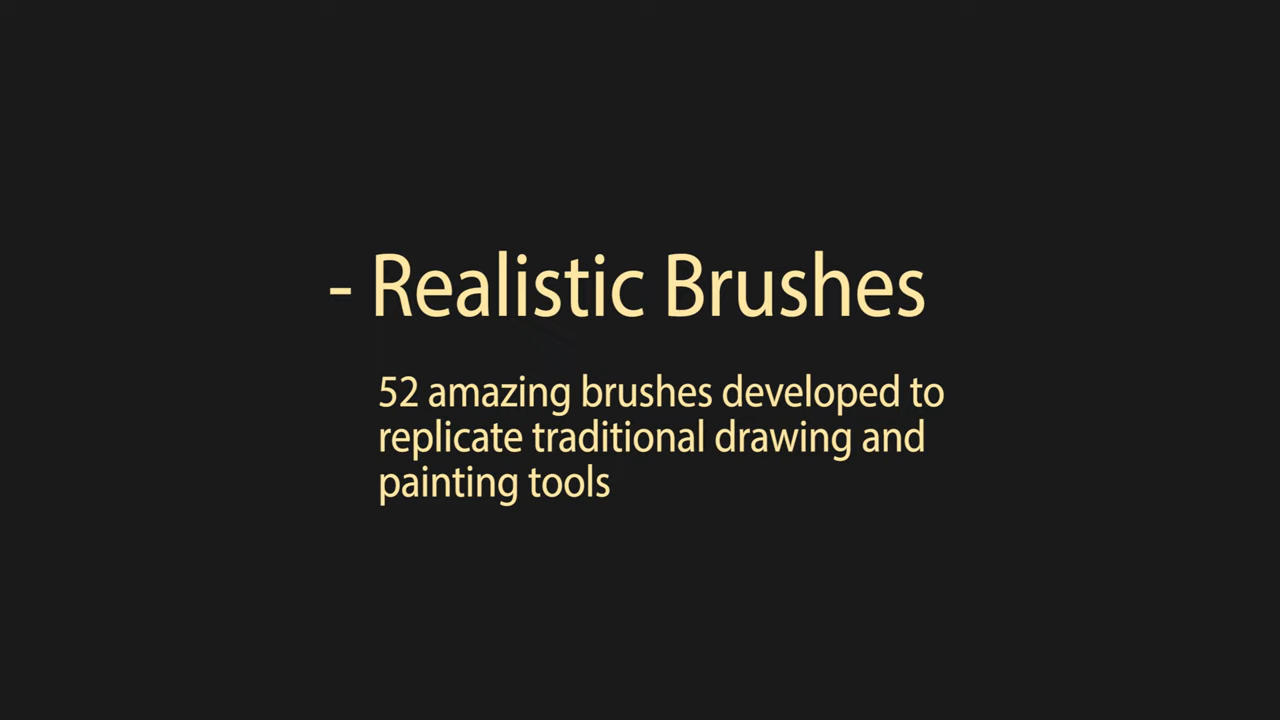 - Realistic Brushes
52 amazing brushes developed to
replicate traditional drawing and
painting tools